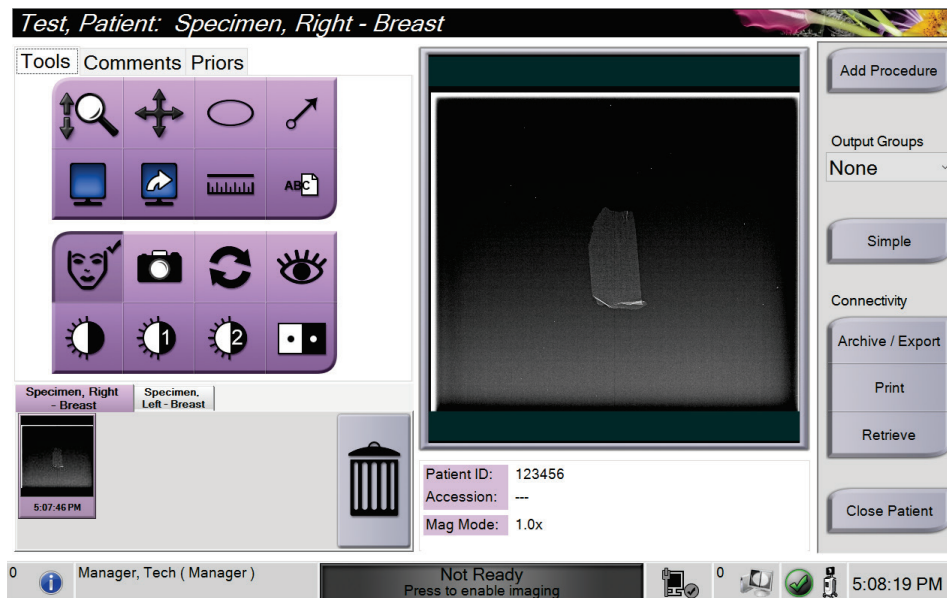 Test, Patient: Specimen, Right - Breast
Tools Comments Priors
ABC
1 2
Specimen, Right
- Breast
Specimen,
Left - Breast
5:07:46 PM
Patient ID: 123456
Accession: ---
Mag Mode: 1.0x
Add Procedure
Output Groups
None
Simple
Connectivity
Archive / Export
Print
Retrieve
Close Patient
0 Manager, Tech ( Manager )
Not Ready
Press to enable imaging
0 5:08:19 PM